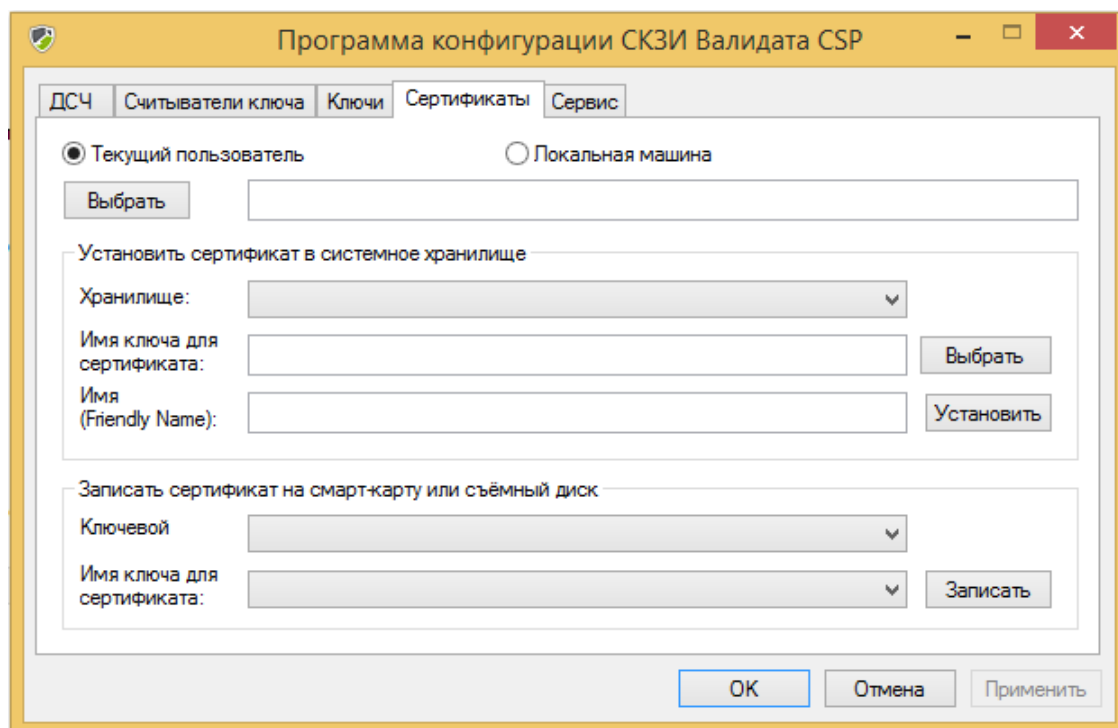 Программа конфигурации СКЗИ Валидата CSP
ДСЧ Считыватели ключа Ключи Сертификаты Сервис
Текущий пользователь Локальная машина
Выбрать
Установить сертификат в системное хранилище
Хранилище:
Имя ключа для
сертификата:
Выбрать
Имя
(Friendly Name):
Установить
Записать сертификат на смарт-карту или съёмный диск
Ключевой
Имя ключа для
сертификата:
Записать
OK Отмена Применить